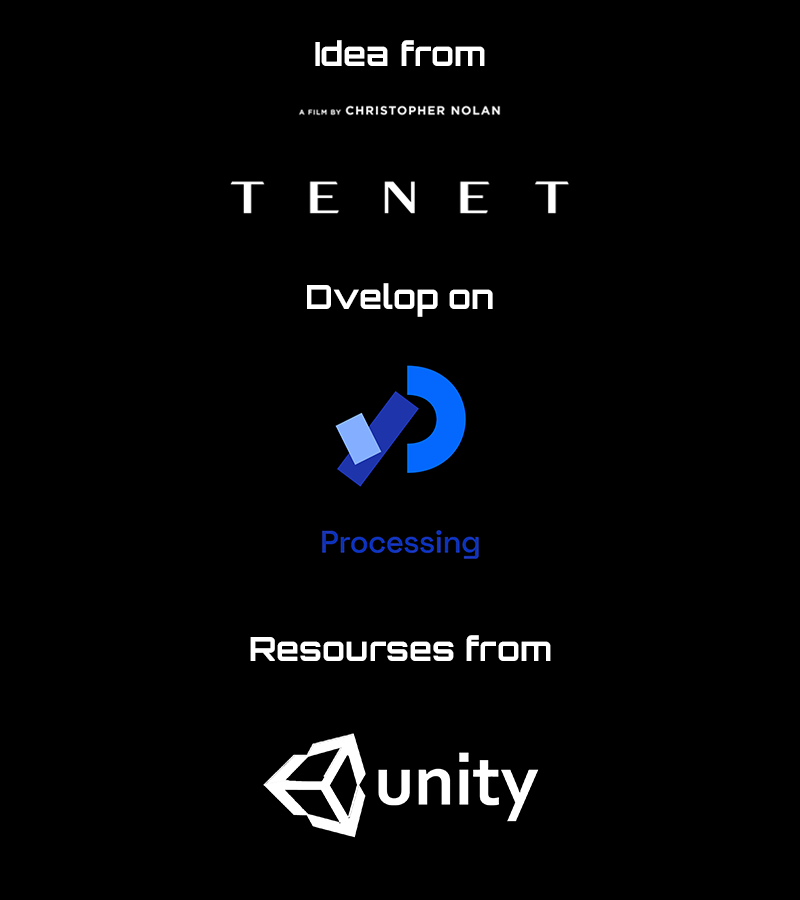 Idea from
A FILM BY CHRISTOPHER NOLAN
TENET
Dvelop on
Processing
Resourses from
unity